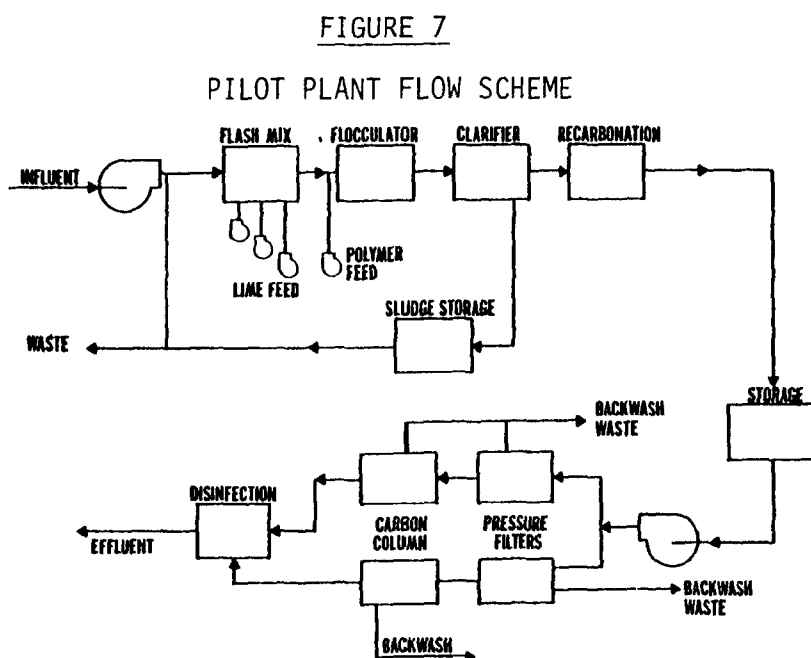 FIGURE 7
PILOT PLANT FLOW SCHEME
FLASH MIX
FLOCCULATOR
CLARIFIER
RECARBONATION
INFLUENT
POLYMER
FEED
LIME FEED
SLUDGE STORAGE
WASTE
STORAGE
BACKWASH
WASTE
DISINFECTION
CARBON
COLUMN
PRESSURE
FILTERS
EFFLUENT
BACKWASH
WASTE
BACKWASH